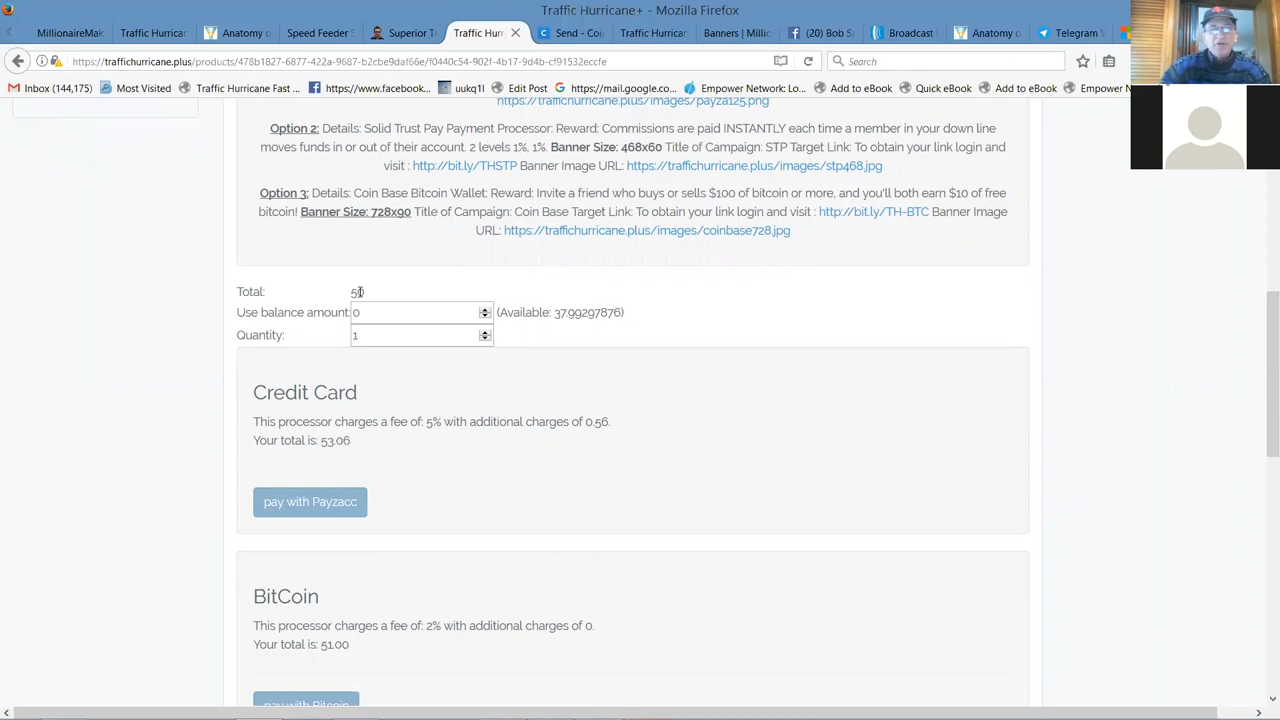 Traffic Hurricane+ - Mozilla Firefox
MillionaireMak
Traffic Hurricar
Anatomy o
Speed Feeder
Superio
Traffic Hurr
Send - Coi
Traffic Hurricar
Banners | Millio
(20) Bob S
Broadcast
Anatomy o
Telegram V
https://traffichurricane.plus/products/478b1827-6877-422a-9687-b2cbe9daf66e/
Search
Inbox (144,175)
Most Visited
Traffic Hurricane Fast ...
https://www.facebook...
uukq1l
Edit Post
https://mail.google.co...
Empower Network: Lo...
Add to eBook
Quick eBook
Add to eBook
Empower N
https://traffichurricane.plus/images/payza125.png
Option 2: Details: Solid Trust Pay Payment Processor: Reward: Commissions are paid INSTANTLY each time a member in your down line
moves funds in or out of their account. 2 levels 1%, 1%. Banner Size: 468x60 Title of Campaign: STP Target Link: To obtain your link login and
visit : http://bit.ly/THSTP Banner Image URL: https://traffichurricane.plus/images/stp468.jpg
Option 3: Details: Coin Base Bitcoin Wallet: Reward: Invite a friend who buys or sells $100 of bitcoin or more, and you'll both earn $10 of free
bitcoin! Banner Size: 728x90 Title of Campaign: Coin Base Target Link: To obtain your link login and visit : http://bit.ly/TH-BTC Banner Image
URL: https://traffichurricane.plus/images/coinbase728.jpg
Total: 50
Use balance amount: 0 (Available: 37.99297876)
Quantity: 1
Credit Card
This processor charges a fee of: 5% with additional charges of 0.56.
Your total is: 53.06
pay with Payzacc
BitCoin
This processor charges a fee of: 2% with additional charges of 0.
Your total is: 51.00
pay with Bitcoin